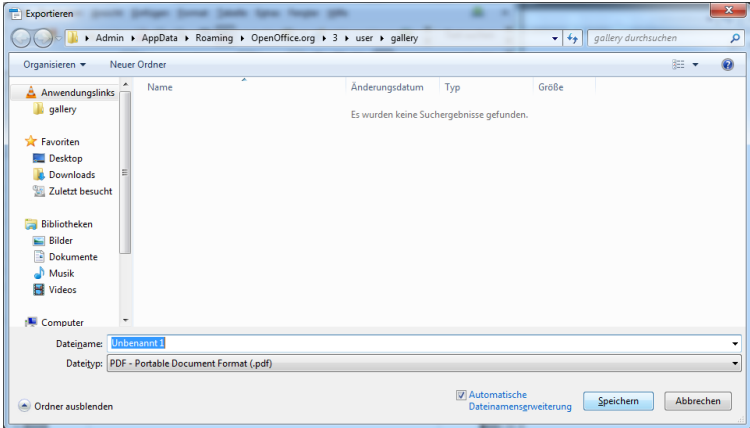 Exportieren
Admin AppData Roaming OpenOffice.org 3 user gallery
gallery durchsuchen
Organisieren Neuer Ordner
Anwendungslinks
gallery
Favoriten
Desktop
Downloads
Zuletzt besucht
Bibliotheken
Bilder
Dokumente
Musik
Videos
Computer
Name Änderungsdatum Typ Größe
Es wurden keine Suchergebnisse gefunden.
Dateiname: Unbenannt1
Dateityp: PDF - Portable Document Format (.pdf)
Automatische
Dateinamenserweiterung
Speichern Abbrechen
Ordner ausblenden